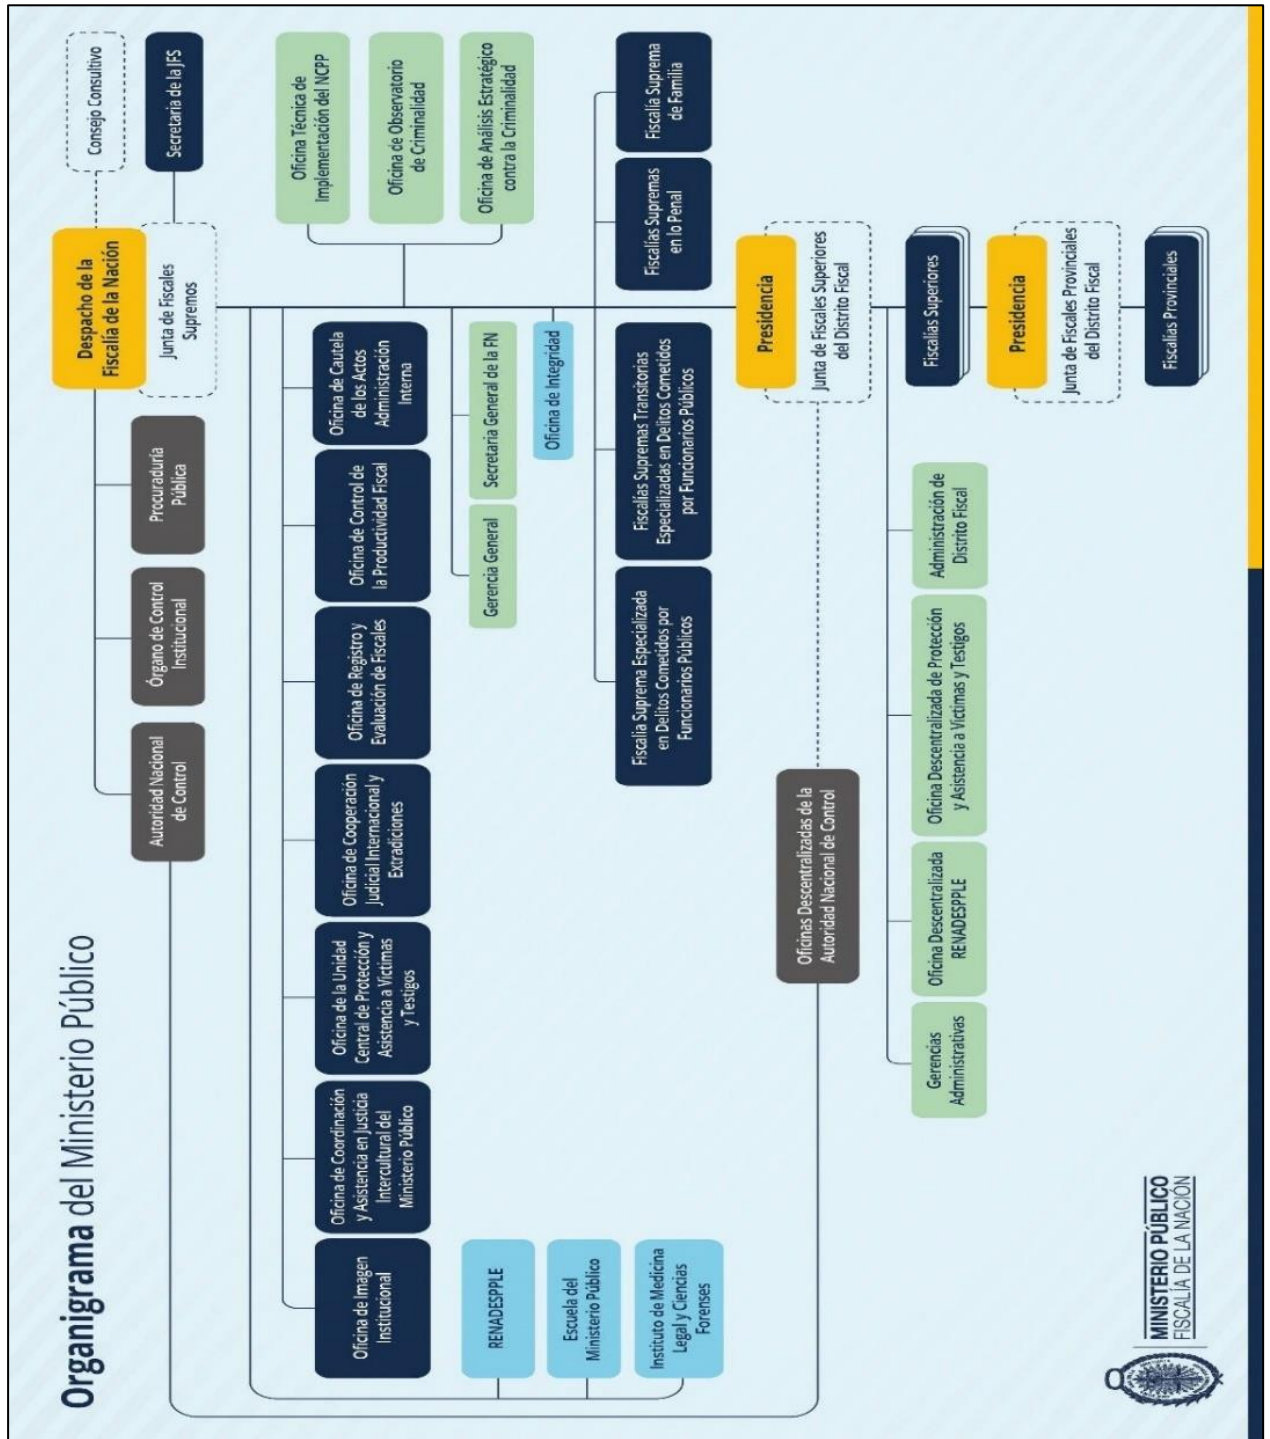 Organigrama del Ministerio Público
Despacho de la
Fiscalía de la Nación
Consejo Consultivo
Junta de Fiscales
Supremos
Secretaria de la JFS
Autoridad Nacional
de Control
Órgano de Control
Institucional
Procuraduría
Pública
Oficina Técnica de
Implementación del NCPP
Oficina de Observatorio
de Criminalidad
Oficina de Análisis Estratégico
contra la Criminalidad
Oficina de Imagen
Institucional
Oficina de Coordinación
y Asistencia en Justicia
Intercultural del
Ministerio Público
Oficina de la Unidad
Central de Protección y
Asistencia a Victimas
y Testigos
Oficina de Cooperación
Judicial Internacional y
Extradiciones
Oficina de Registro y
Evaluación de Fiscales
Oficina de Control de
la Productividad Fiscal
Oficina de Cautela
de los Actos
Administración
Interna
RENADESPPLE
Escuela del
Ministerio Público
Instituto de Medicina
Legal y Ciencias
Forenses
Gerencia General
Secretaria General de la FN
Oficina de Integridad
Fiscalia Suprema Especializada
en Delitos Cometidos por
Funcionarios Públicos
Fiscalías Supremas Transitorias
Especializadas en Delitos Cometidos
por Funcionarios Públicos
Fiscalías Supremas
en lo Penal
Fiscalía Suprema
de Familia
Presidencia
Junta de Fiscales Superiores
del Distrito Fiscal
Oficinas Descentralizadas de la
Autoridad Nacional de Control
Gerencias
Administrativas
Oficina Descentralizada
RENADESPPLE
Oficina Descentralizada de Protección
y Asistencia a Victimas y Testigos
Administración de
Distrito Fiscal
Fiscalías Superiores
Presidencia
Junta de Fiscales Provinciales
del Distrito Fiscal
Fiscalías Provinciales
MINISTERIO PÚBLICO
FISCALÍA DE LA NACIÓN